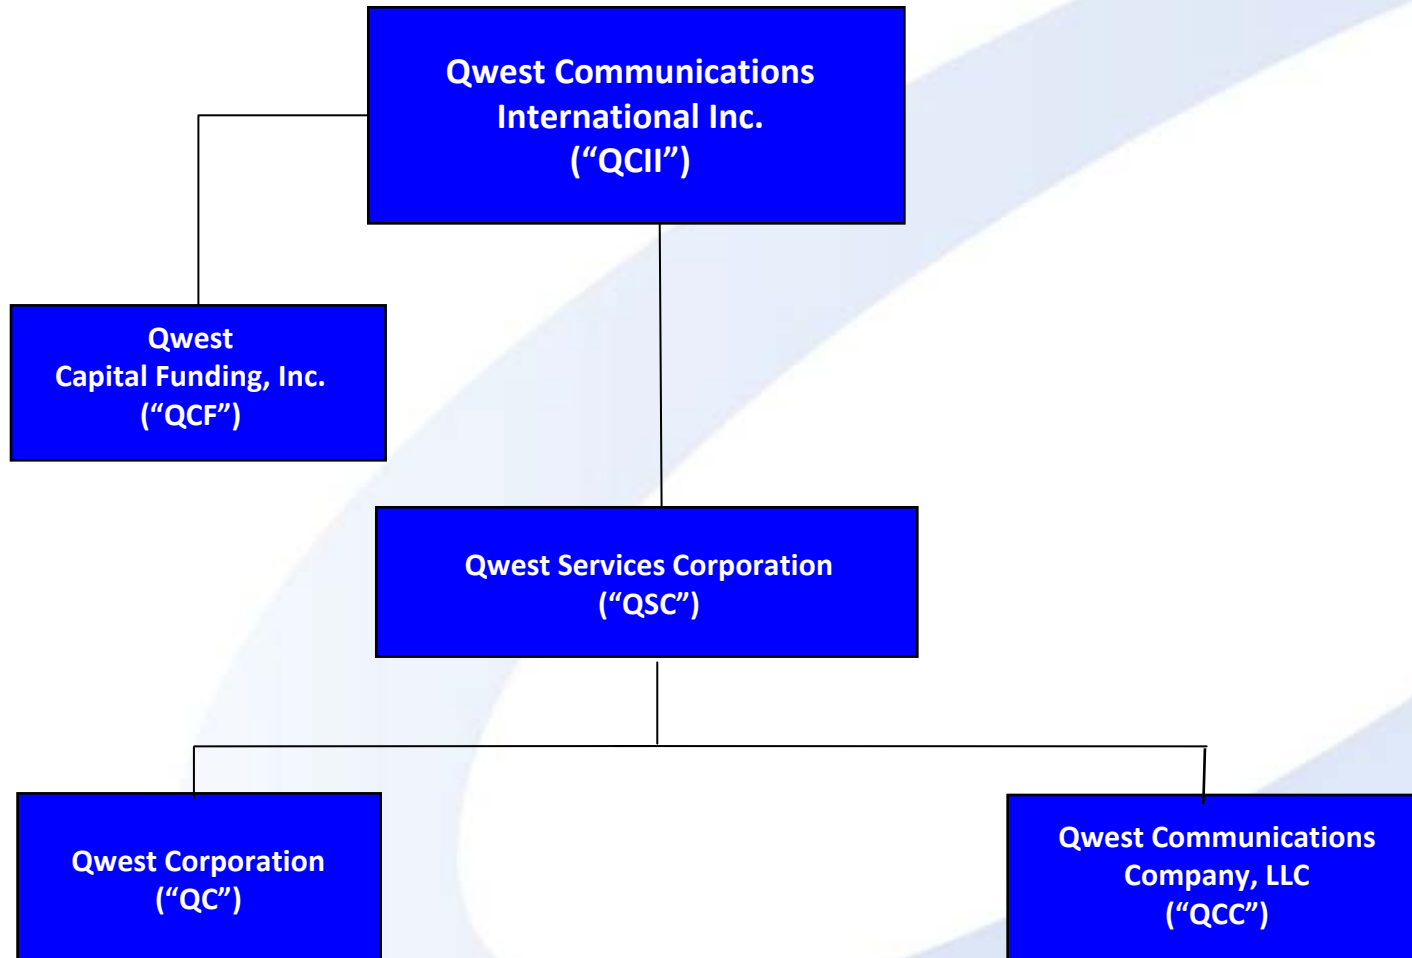 Qwest Communications
International Inc.
(“QCII”)
Qwest
Capital Funding, Inc.
(“QCF”)
Qwest Services Corporation
(“QSC”)
Qwest Corporation
(“QC”)
Qwest Communications
Company, LLC
(“QCC”)